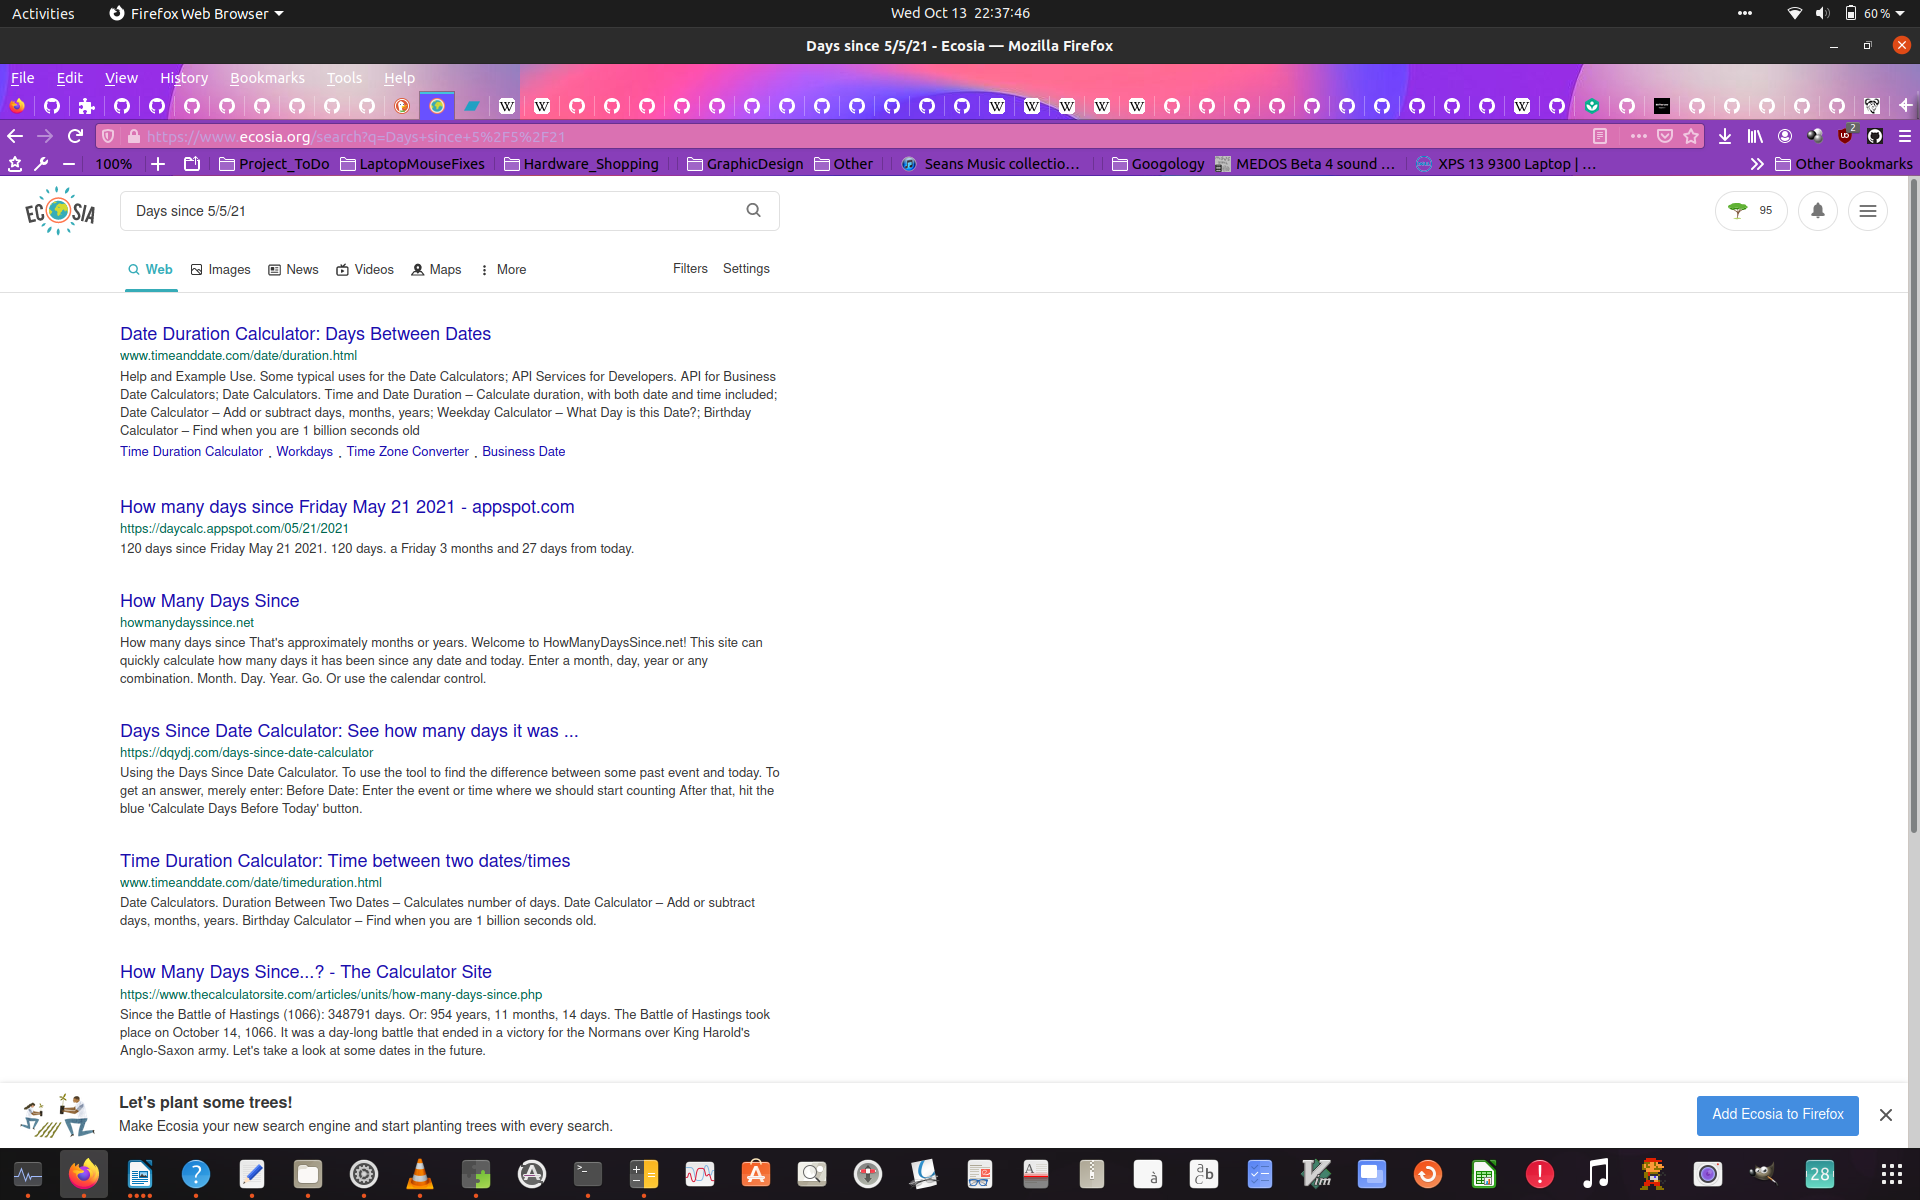 Activities
Firefox Web Browser
Wed Oct 13 22:37:46
60 %
Days since 5/5/21 - Ecosia — Mozilla Firefox
File Edit View History Bookmarks Tools Help
https://www.ecosia.org/search?q=Days+since+5%2F5%2F21
2
100%
Project_ToDo
LaptopMouseFixes
Hardware_Shopping
GraphicDesign
Other
Seans Music collectio…
Googology
MEDOS Beta 4 sound …
XPS 13 9300 Laptop | …
Other Bookmarks
ECOSIA
Days since 5/5/21
95
Web Images News Videos Maps More Filters Settings
Date Duration Calculator: Days Between Dates
www.timeanddate.com/date/duration.html
Help and Example Use. Some typical uses for the Date Calculators; API Services for Developers. API for Business
Date Calculators; Date Calculators. Time and Date Duration – Calculate duration, with both date and time included;
Date Calculator – Add or subtract days, months, years; Weekday Calculator – What Day is this Date?; Birthday
Calculator – Find when you are 1 billion seconds old
Time Duration Calculator . Workdays . Time Zone Converter . Business Date
How many days since Friday May 21 2021 - appspot.com
https://daycalc.appspot.com/05/21/2021
120 days since Friday May 21 2021. 120 days. a Friday 3 months and 27 days from today.
How Many Days Since
howmanydayssince.net
How many days since That's approximately months or years. Welcome to HowManyDaysSince.net! This site can
quickly calculate how many days it has been since any date and today. Enter a month, day, year or any
combination. Month. Day. Year. Go. Or use the calendar control.
Days Since Date Calculator: See how many days it was ...
https://dqydj.com/days-since-date-calculator
Using the Days Since Date Calculator. To use the tool to find the difference between some past event and today. To
get an answer, merely enter: Before Date: Enter the event or time where we should start counting After that, hit the
blue 'Calculate Days Before Today' button.
Time Duration Calculator: Time between two dates/times
www.timeanddate.com/date/timeduration.html
Date Calculators. Duration Between Two Dates – Calculates number of days. Date Calculator – Add or subtract
days, months, years. Birthday Calculator – Find when you are 1 billion seconds old.
How Many Days Since...? - The Calculator Site
https://www.thecalculatorsite.com/articles/units/how-many-days-since.php
Since the Battle of Hastings (1066): 348791 days. Or: 954 years, 11 months, 14 days. The Battle of Hastings took
place on October 14, 1066. It was a day-long battle that ended in a victory for the Normans over King Harold's
Anglo-Saxon army. Let's take a look at some dates in the future.
Let's plant some trees!
Make Ecosia your new search engine and start planting trees with every search.
Add Ecosia to Firefox
28